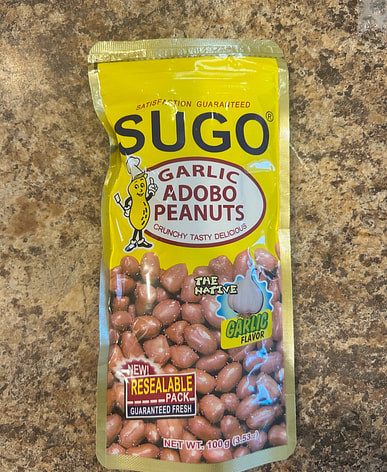 SATISFACTION GUARANTEED
SUGO®
GARLIC
ADOBO
PEANUTS
CRUNCHY TASTY DELICIOUS
THE
NATIVE
GARLIC
FLAVOR
NEW!
RESEALABLE
PACK
GUARANTEED FRESH
NET WT. 100g (3.53oz)